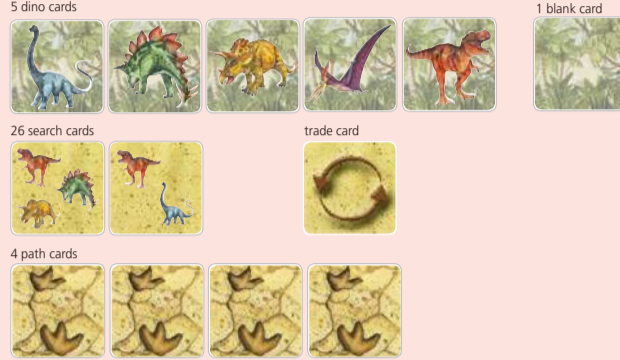 5 dino cards
1 blank card
26 search cards
trade card
4 path cards